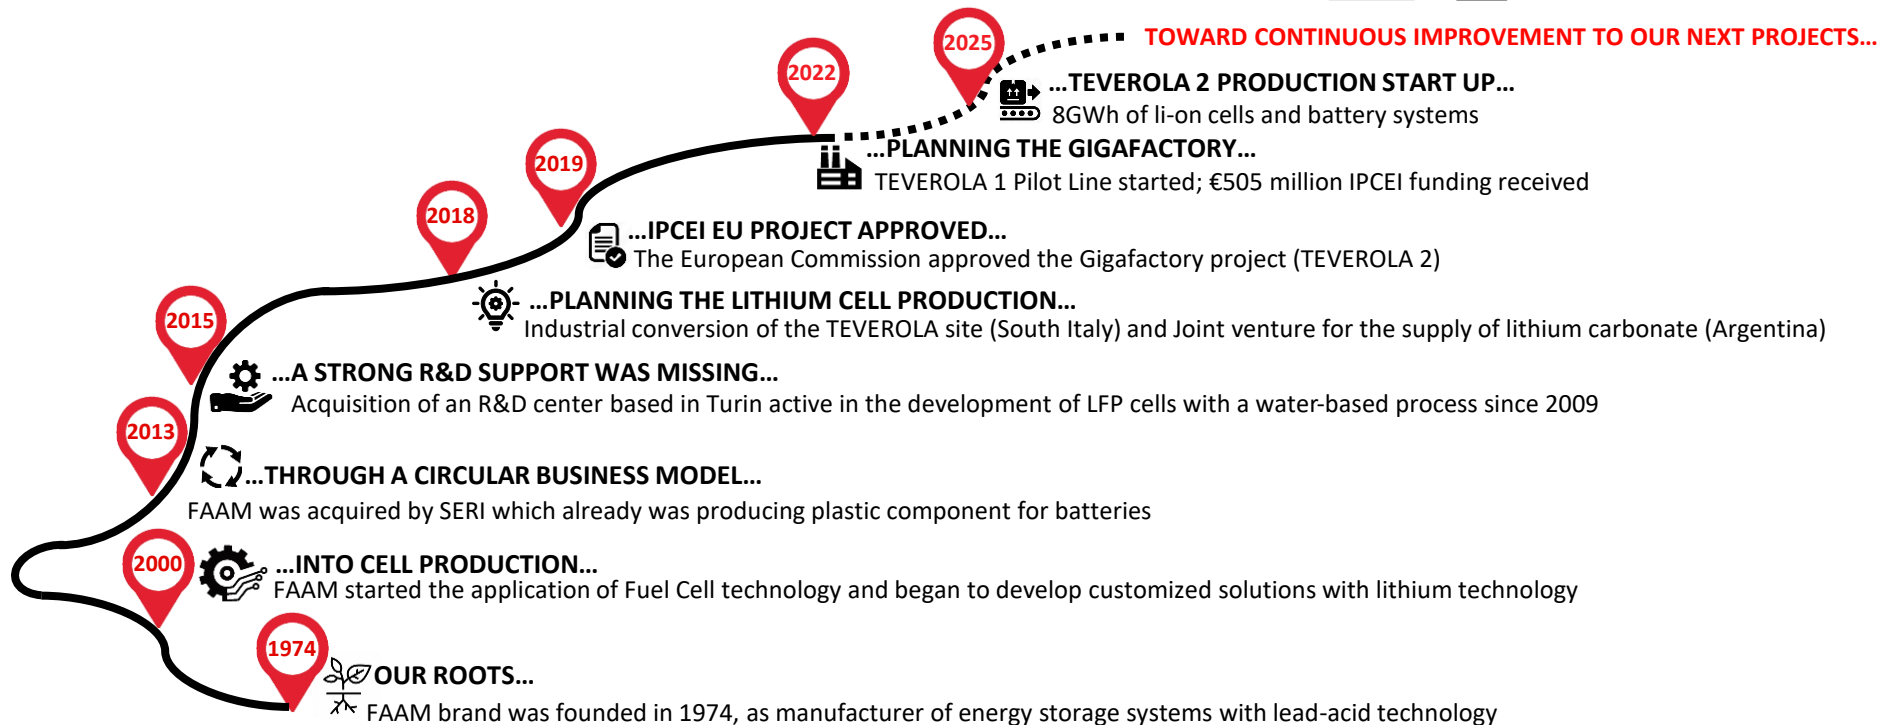 2025
TOWARD CONTINUOUS IMPROVEMENT TO OUR NEXT PROJECTS...
...TEVEROLA 2 PRODUCTION START UP...
8GWh of li-on cells and battery systems
2022
...PLANNING THE GIGAFACTORY...
TEVEROLA 1 Pilot Line started; €505 million IPCEI funding received
2019
...IPCEI EU PROJECT APPROVED...
The European Commission approved the Gigafactory project (TEVEROLA 2)
2018
...PLANNING THE LITHIUM CELL PRODUCTION...
Industrial conversion of the TEVEROLA site (South Italy) and Joint venture for the supply of lithium carbonate (Argentina)
2015
...A STRONG R&D SUPPORT WAS MISSING...
Acquisition of an R&D center based in Turin active in the development of LFP cells with a water-based process since 2009
2013
...THROUGH A CIRCULAR BUSINESS MODEL...
FAAM was acquired by SERI which already was producing plastic component for batteries
2000
...INTO CELL PRODUCTION...
FAAM started the application of Fuel Cell technology and began to develop customized solutions with lithium technology
1974
OUR ROOTS...
FAAM brand was founded in 1974, as manufacturer of energy storage systems with lead-acid technology